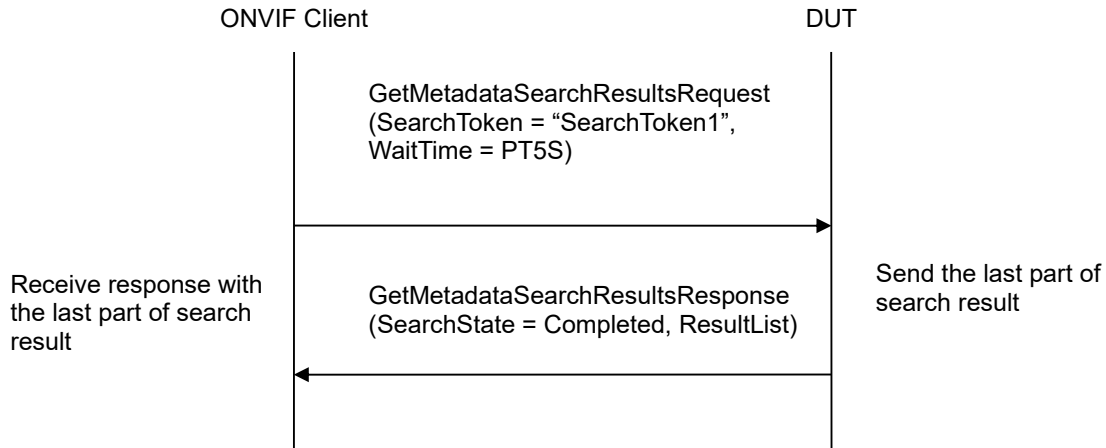 ONVIF Client
DUT
GetMetadataSearchResultsRequest
(SearchToken = “SearchToken1”,
WaitTime = PT5S)
Receive response with
the last part of search
result
GetMetadataSearchResultsResponse
(SearchState = Completed, ResultList)
Send the last part of
search result